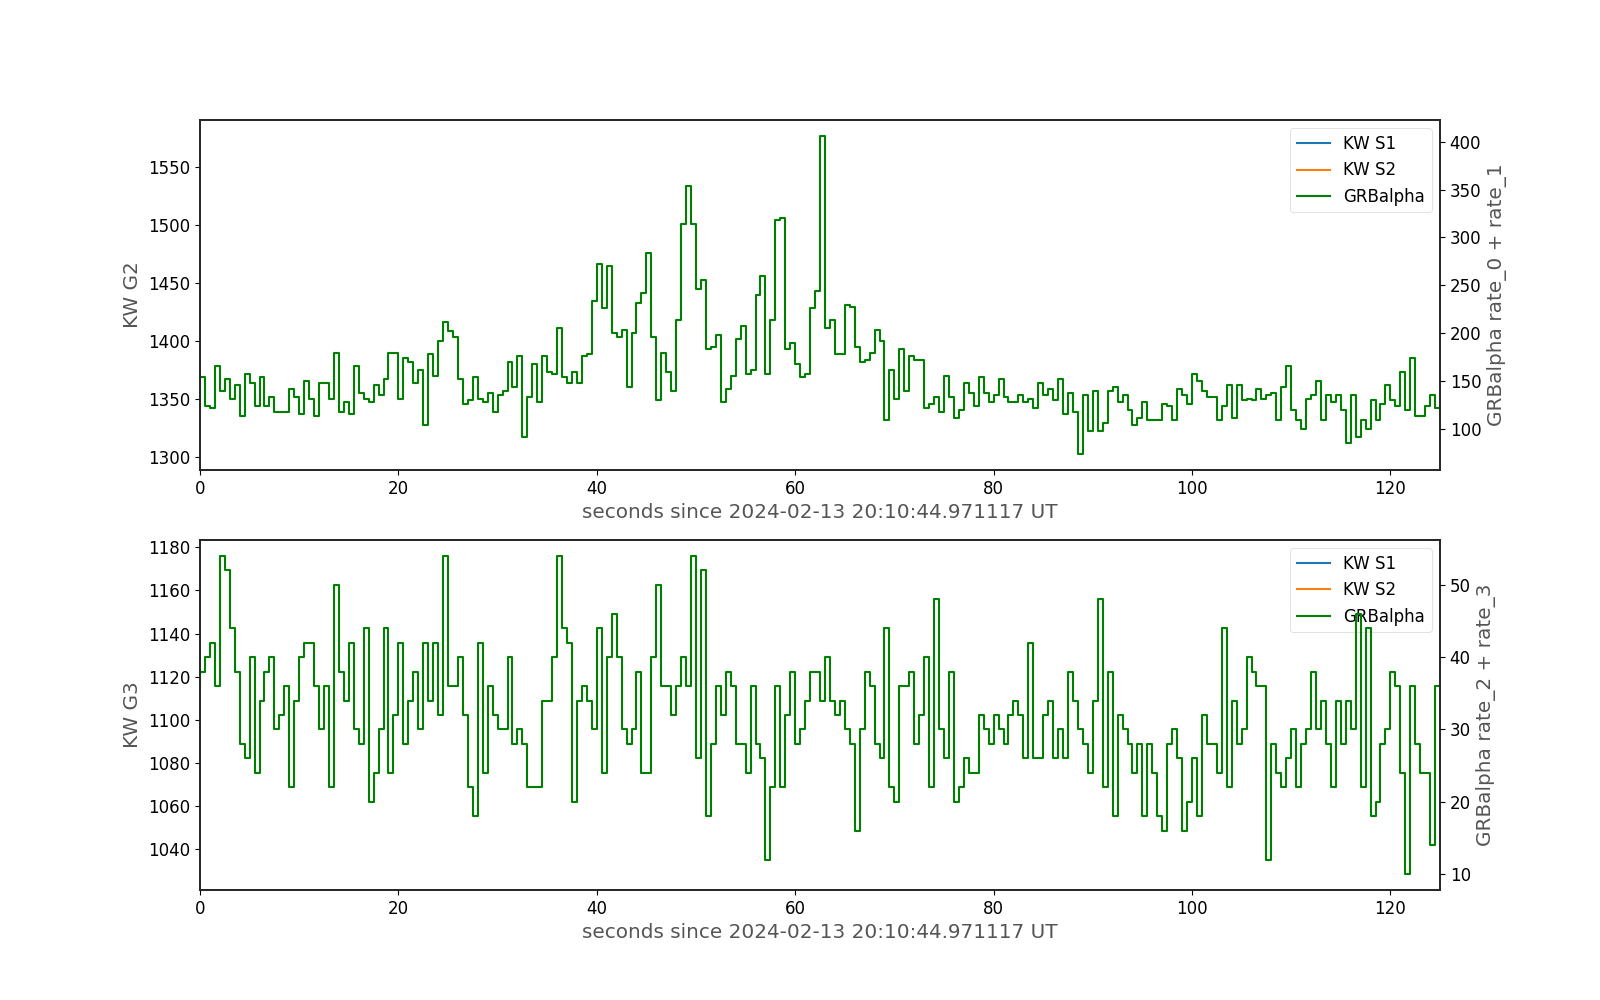 1550
1500
1450
1400
1350
1300
KW G2
KW S1
KW S2
GRBalpha
400
350
300
250
200
150
100
GRBalpha rate_0 + rate_1
0 20 40 60 80 100 120
seconds since 2024-02-13 20:10:44.971117 UT
1180
1160
1140
1120
1100
1080
1060
1040
KW G3
KW S1
KW S2
GRBalpha
50
40
30
20
10
GRBalpha rate_2 + rate_3
0 20 40 60 80 100 120
seconds since 2024-02-13 20:10:44.971117 UT